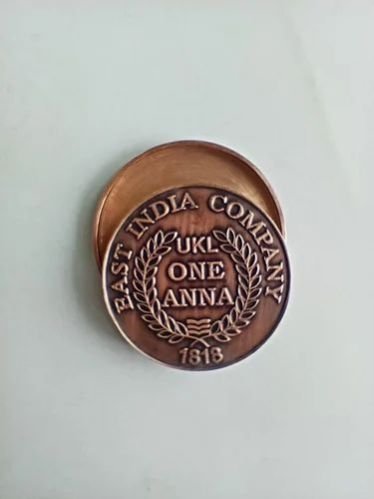 EAST INDIA COMPANY
UKL
ONE
ANNA
1818